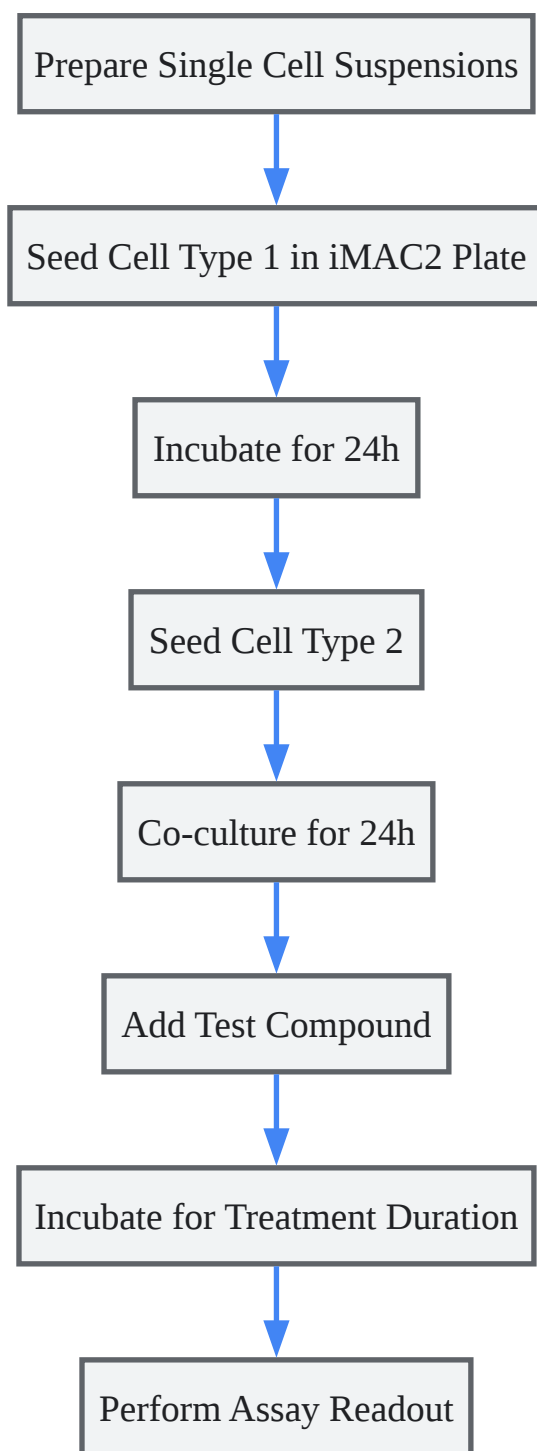 Prepare Single Cell Suspensions
Seed Cell Type 1 in iMAC2 Plate
Incubate for 24h
Seed Cell Type 2
Co-culture for 24h
Add Test Compound
Incubate for Treatment Duration
Perform Assay Readout